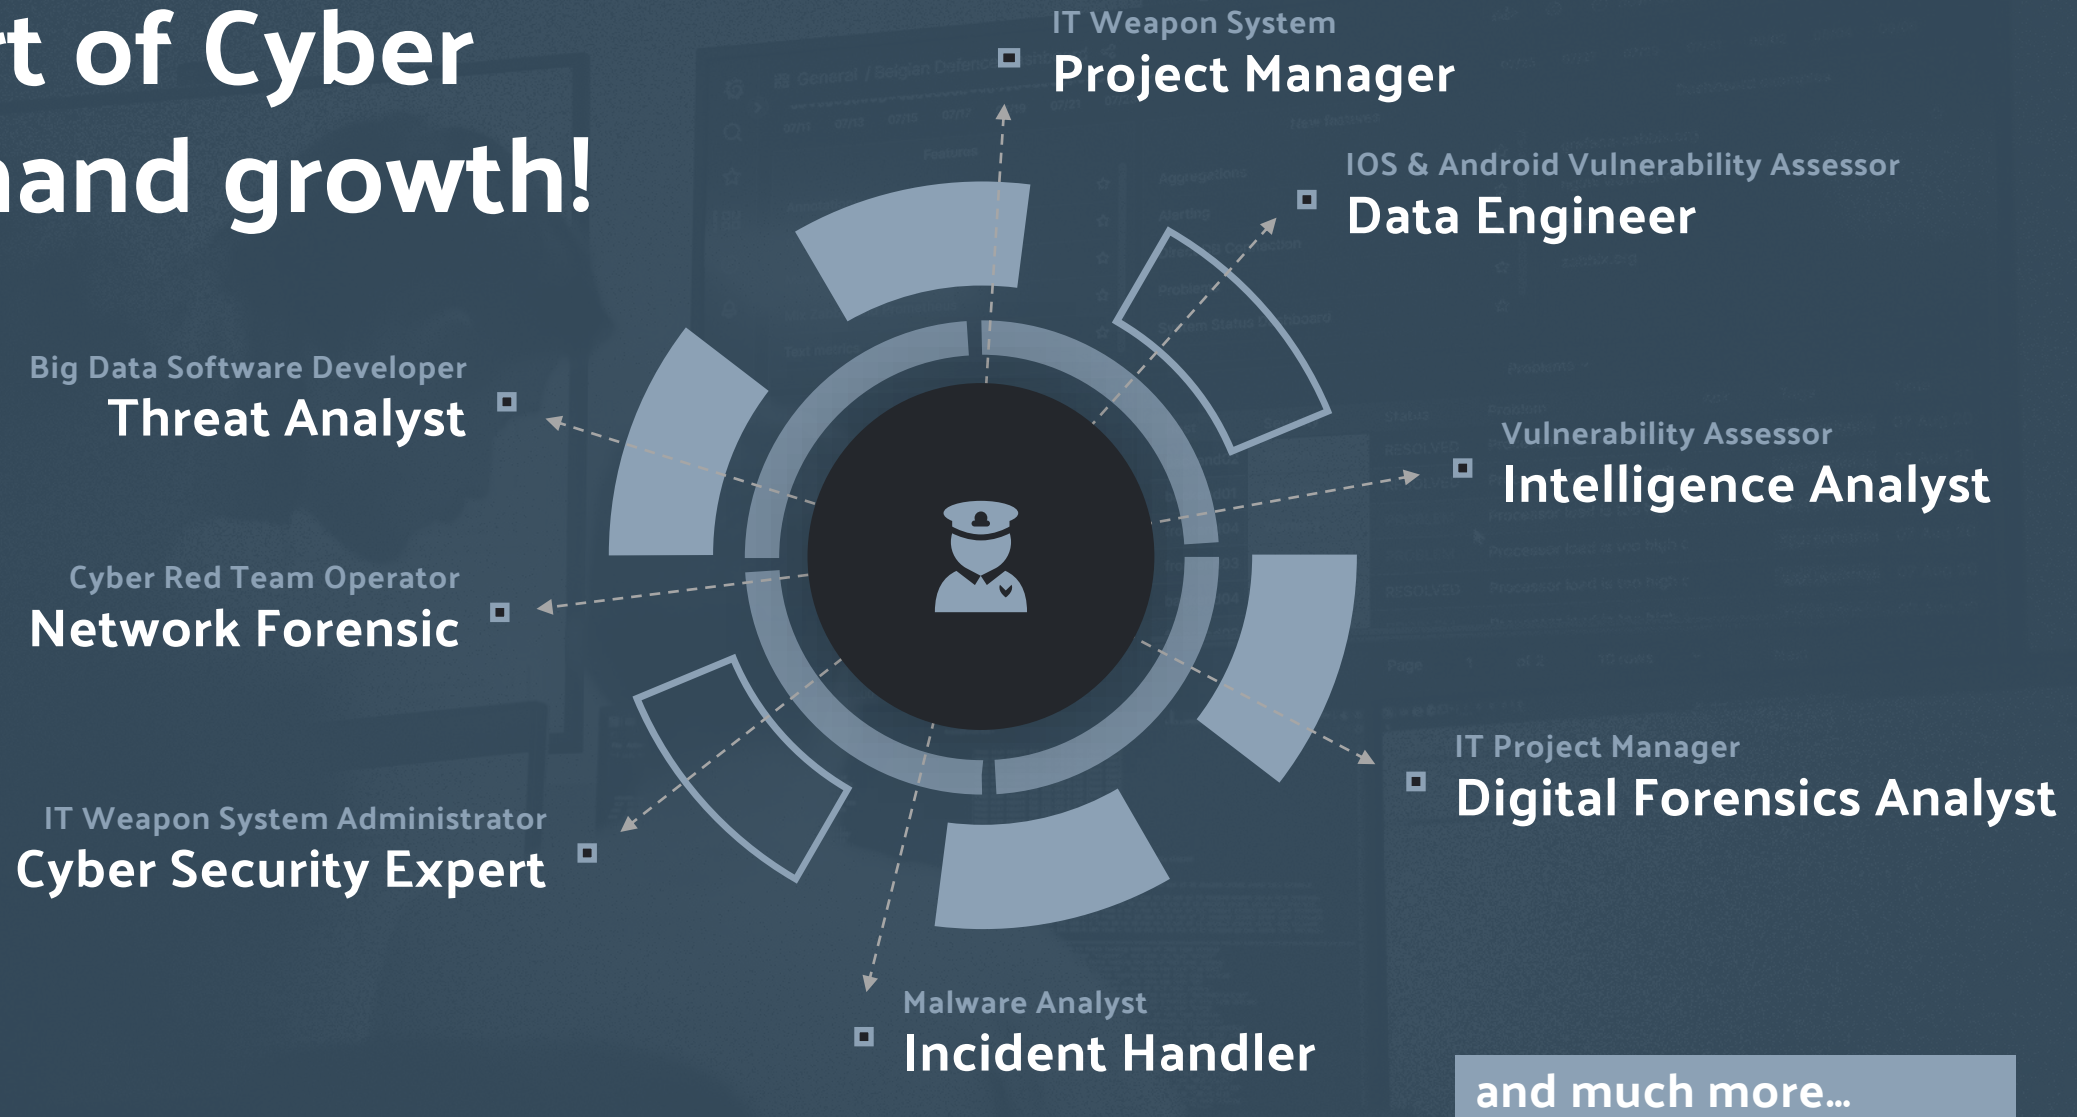 rt of Cyber
nand growth!
IT Weapon System
Project Manager
IOS & Android Vulnerability Assessor
Data Engineer
Big Data Software Developer
Threat Analyst
Vulnerability Assessor
Intelligence Analyst
Cyber Red Team Operator
Network Forensic
IT Project Manager
Digital Forensics Analyst
IT Weapon System Administrator
Cyber Security Expert
Malware Analyst
Incident Handler
and much more...